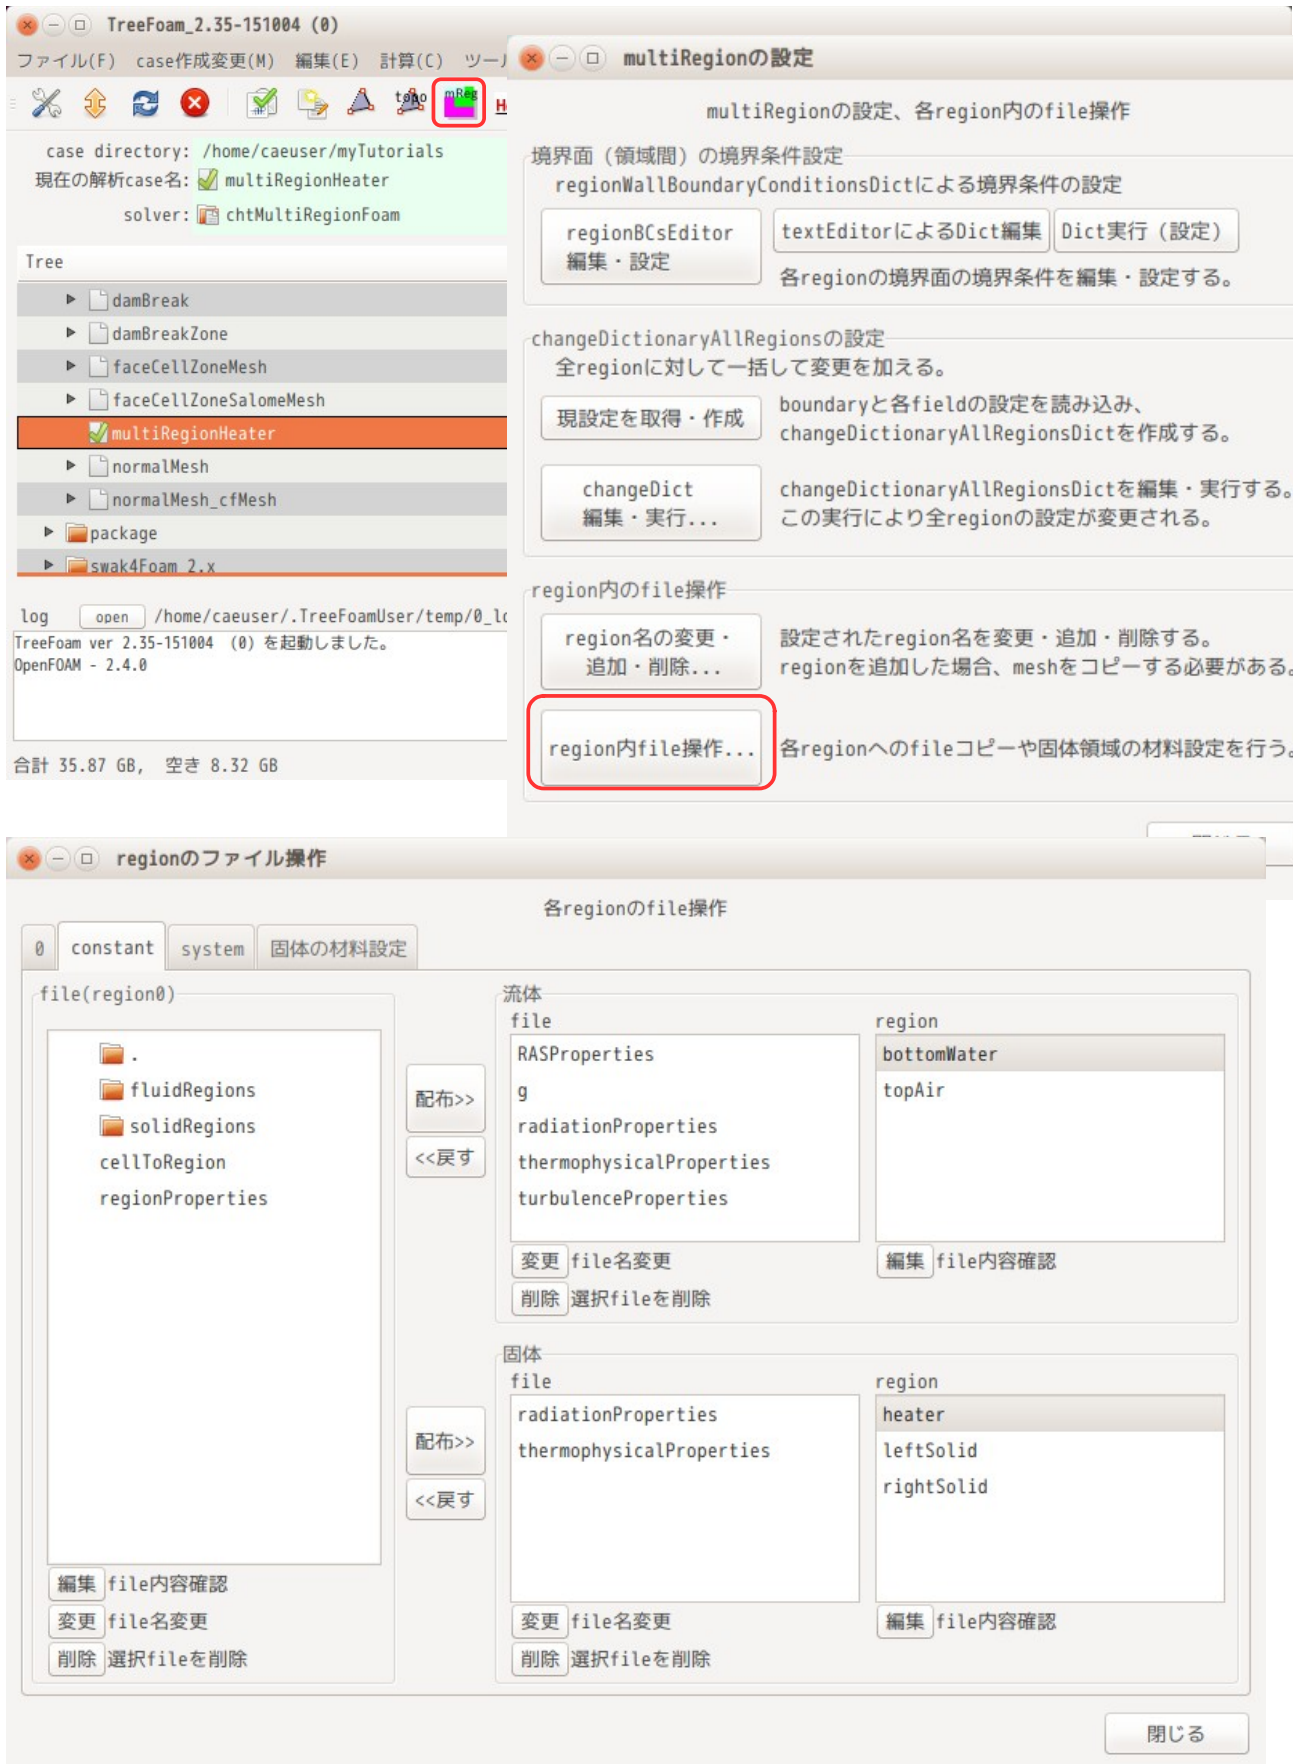 TreeFoam_2.35-151004 (0)
ファイル(F) case作成変更(M) 編集(E) 計算(C) ツー
topo mReg
case directory: /home/caeuser/myTutorials
現在の解析case名: multiRegionHeater
solver: chtMultiRegionFoam
Tree
damBreak
damBreakZone
faceCellZoneMesh
faceCellZoneSalomeMesh
multiRegionHeater
normalMesh
normalMesh_cfMesh
package
swak4Foam_2.x
log open /home/caeuser/.TreeFoamUser/temp/0_lo
TreeFoam ver 2.35-151004 (0) を起動しました。
OpenFOAM - 2.4.0
合計 35.87 GB, 空き 8.32 GB
multiRegionの設定
multiRegionの設定、各region内のfile操作
境界面（領域間）の境界条件設定
regionWallBoundaryConditionsDictによる境界条件の設定
regionBCsEditor
編集・設定
textEditorによるDict編集 Dict実行（設定）
各regionの境界面の境界条件を編集・設定する。
changeDictionaryAllRegionsの設定
全regionに対して一括して変更を加える。
現設定を取得・作成
boundaryと各fieldの設定を読み込み、
changeDictionaryAllRegionsDictを作成する。
changeDict
編集・実行...
changeDictionaryAllRegionsDictを編集・実行する。
この実行により全regionの設定が変更される。
region内のfile操作
region名の変更・
追加・削除...
設定されたregion名を変更・追加・削除する。
regionを追加した場合、meshをコピーする必要がある。
region内file操作...
各regionへのfileコピーや固体領域の材料設定を行う。
regionのファイル操作
各regionのfile操作
0 constant system 固体の材料設定
file(region0)
.
fluidRegions
solidRegions
cellToRegion
regionProperties
編集 file内容確認
変更 file名変更
削除 選択fileを削除
配布>>
<<戻す
流体
file
RASProperties
g
radiationProperties
thermophysicalProperties
turbulenceProperties
変更 file名変更
削除 選択fileを削除
region
bottomWater
topAir
編集 file内容確認
配布>>
<<戻す
固体
file
radiationProperties
thermophysicalProperties
変更 file名変更
削除 選択fileを削除
region
heater
leftSolid
rightSolid
編集 file内容確認
閉じる